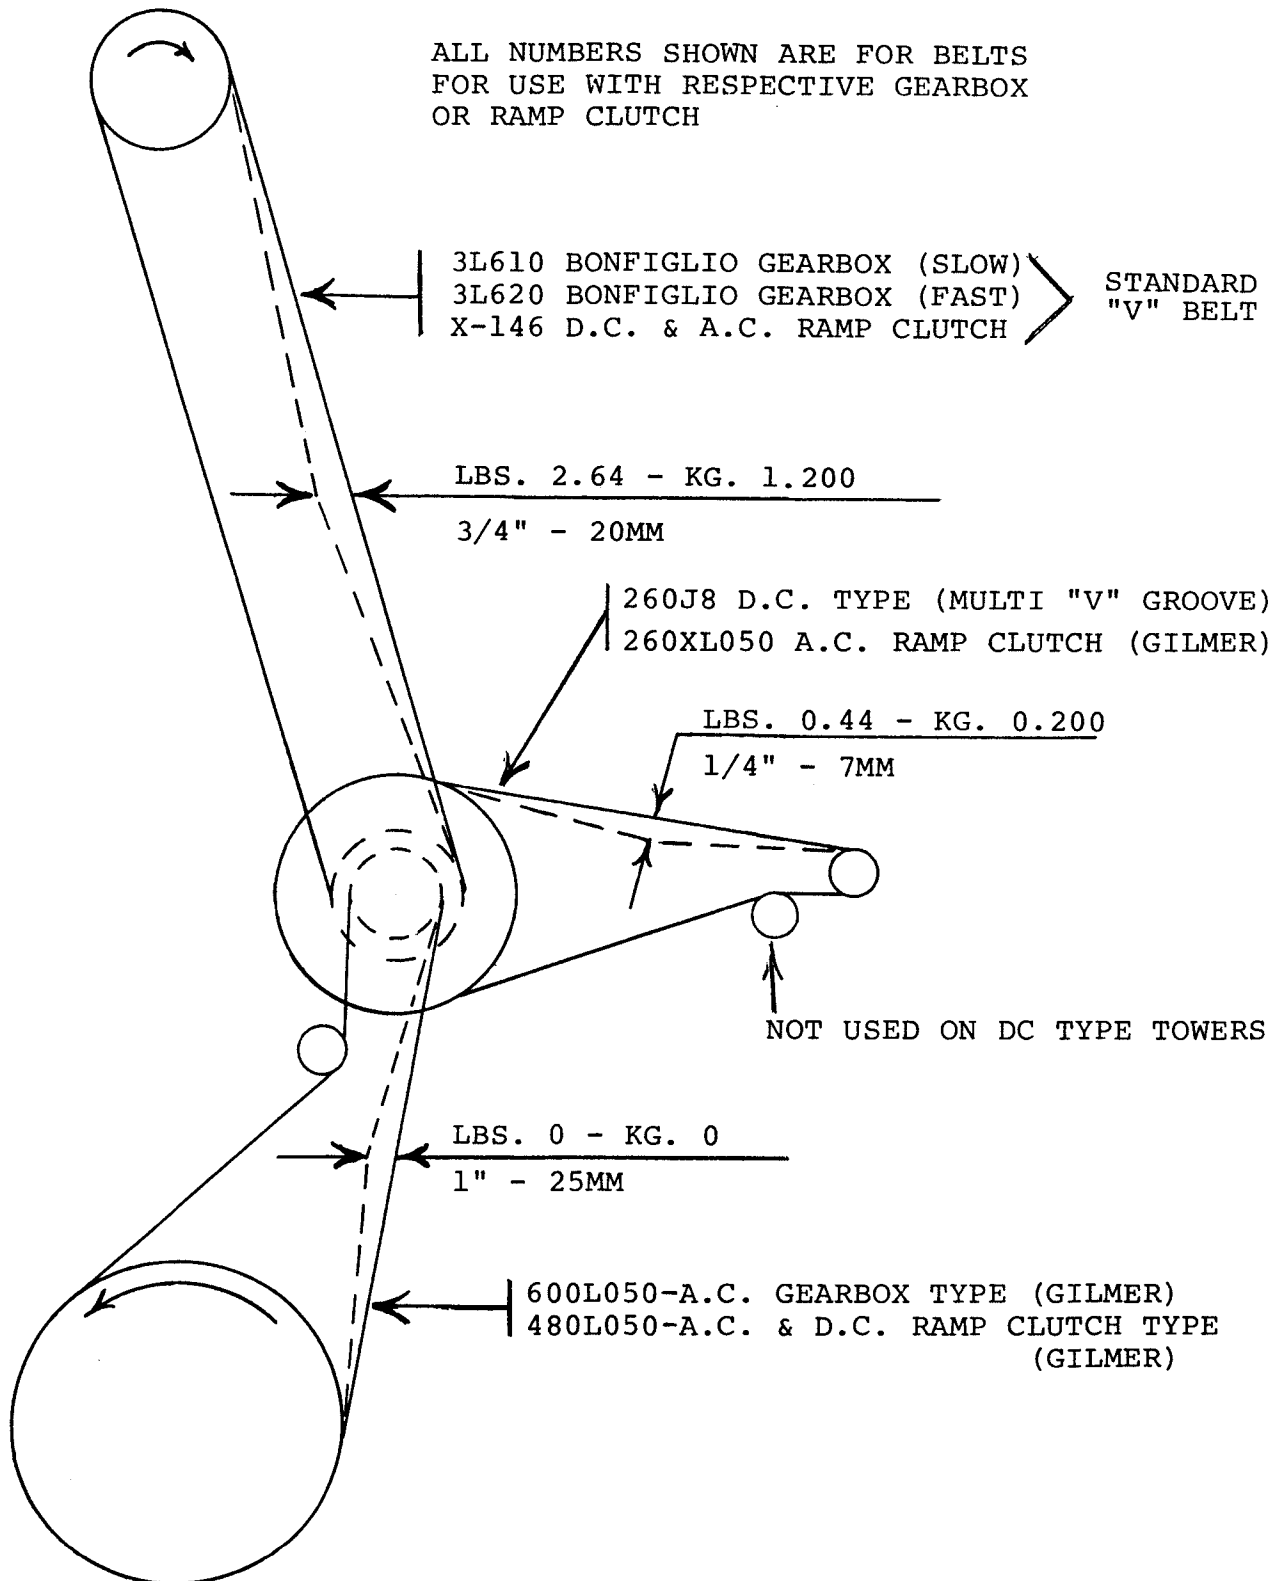 ALL NUMBERS SHOWN ARE FOR BELTS
FOR USE WITH RESPECTIVE GEARBOX
OR RAMP CLUTCH
3L610 BONFIGLIO GEARBOX (SLOW)
3L620 BONFIGLIO GEARBOX (FAST)
X-146 D.C. & A.C. RAMP CLUTCH
STANDARD
"V" BELT
LBS. 2.64 - KG. 1.200
3/4" - 20MM
260J8 D.C. TYPE (MULTI "V" GROOVE)
260XL050 A.C. RAMP CLUTCH (GILMER)
LBS. 0.44 - KG. 0.200
1/4" - 7MM
NOT USED ON DC TYPE TOWERS
LBS. 0 - KG. 0
1" - 25MM
600L050-A.C. GEARBOX TYPE (GILMER)
480L050-A.C. & D.C. RAMP CLUTCH TYPE
(GILMER)